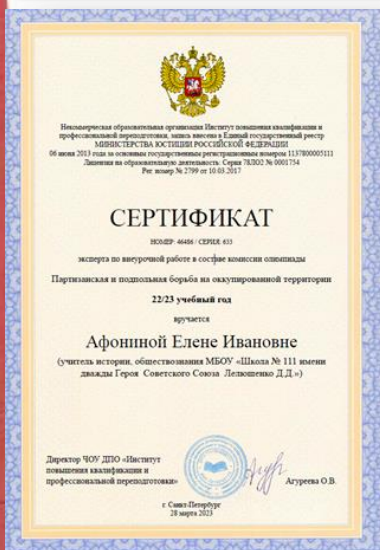 Некоммерческая образовательная организация Институт повышения квалификации и
профессиональной переподготовки, запись внесена в Единый государственный реестр
МИНИСТЕРСТВА ЮСТИЦИИ РОССИЙСКОЙ ФЕДЕРАЦИИ
06 июня 2013 года за основным государственным регистрационным номером 1137800005111
Лицензия на образовательную деятельность: Серия 78ЛО2 № 0001754
Рег. номер № 2799 от 10.03.2017
СЕРТИФИКАТ
НОМЕР: 46486 / СЕРИЯ: 655
эксперта по внеурочной работе в составе комиссии олимпиады
Партизанская и подпольная борьба на оккупированной территории
22/23 учебный год
вручается
Афониной Елене Ивановне
(учитель истории, обществознания МБОУ «Школа № 111 имени
дважды Героя Советского Союза Лелюшенко Д.Д.»)
Директор ЧОУ ДПО «Институт
повышения квалификации и
профессиональной переподготовки»
Агуреева О.В.
г. Санкт-Петербург
28 марта 2023